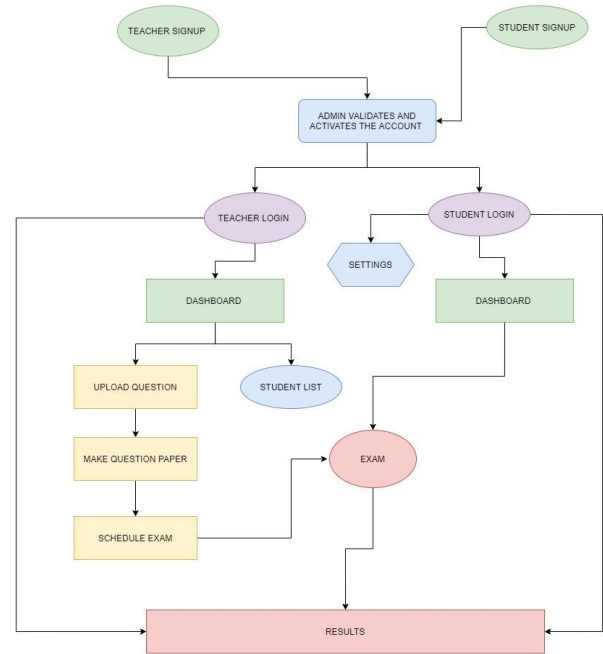 TEACHER SIGNUP
STUDENT SIGNUP
ADMIN VALIDATES AND
ACTIVATES THE ACCOUNT
TEACHER LOGIN
STUDENT LOGIN
SETTINGS
DASHBOARD
DASHBOARD
UPLOAD QUESTION
STUDENT LIST
MAKE QUESTION PAPER
EXAM
SCHEDULE EXAM
RESULTS